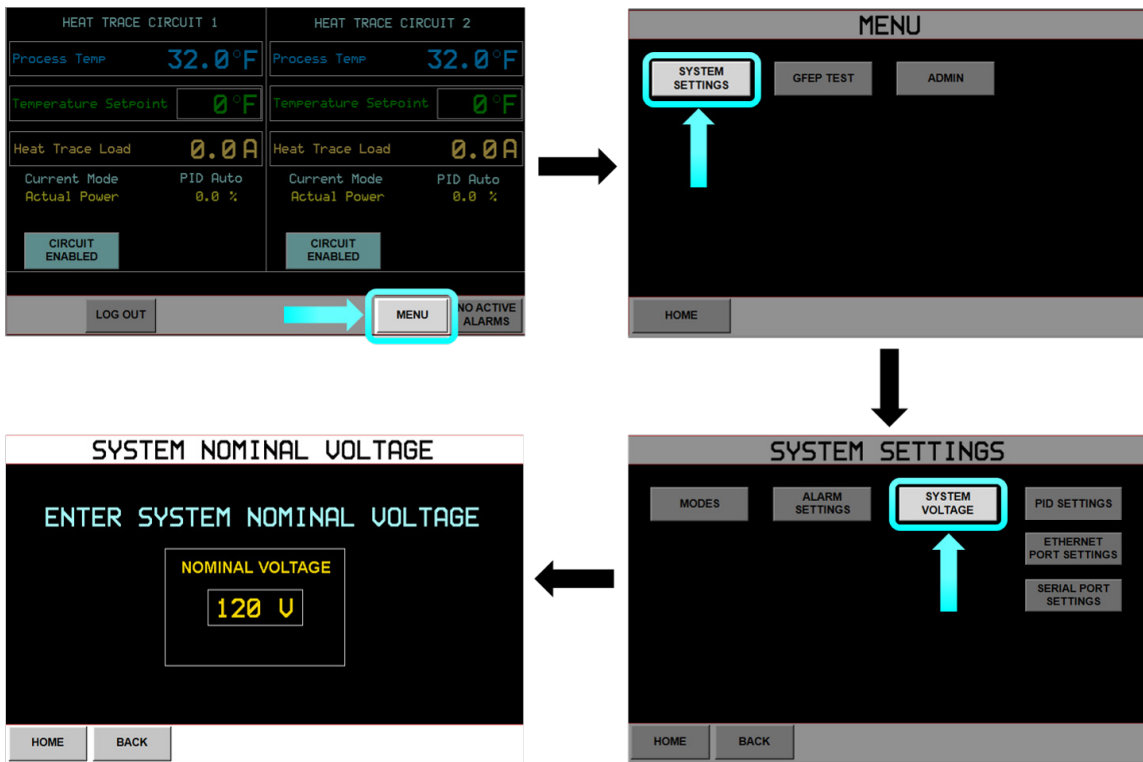 HEAT TRACE CIRCUIT 1
Process Temp 32.0°F
Temperature Setpoint 0°F
Heat Trace Load 0.0A
Current Mode PID Auto
Actual Power 0.0 %
CIRCUIT
ENABLED
HEAT TRACE CIRCUIT 2
Process Temp 32.0°F
Temperature Setpoint 0°F
Heat Trace Load 0.0A
Current Mode PID Auto
Actual Power 0.0 %
CIRCUIT
ENABLED
LOG OUT
MENU
NO ACTIVE
ALARMS
MENU
SYSTEM
SETTINGS
GFEP TEST
ADMIN
HOME
SYSTEM SETTINGS
MODES
ALARM
SETTINGS
SYSTEM
VOLTAGE
PID SETTINGS
ETHERNET
PORT SETTINGS
SERIAL PORT
SETTINGS
HOME
BACK
SYSTEM NOMINAL VOLTAGE
ENTER SYSTEM NOMINAL VOLTAGE
NOMINAL VOLTAGE
120 V
HOME
BACK